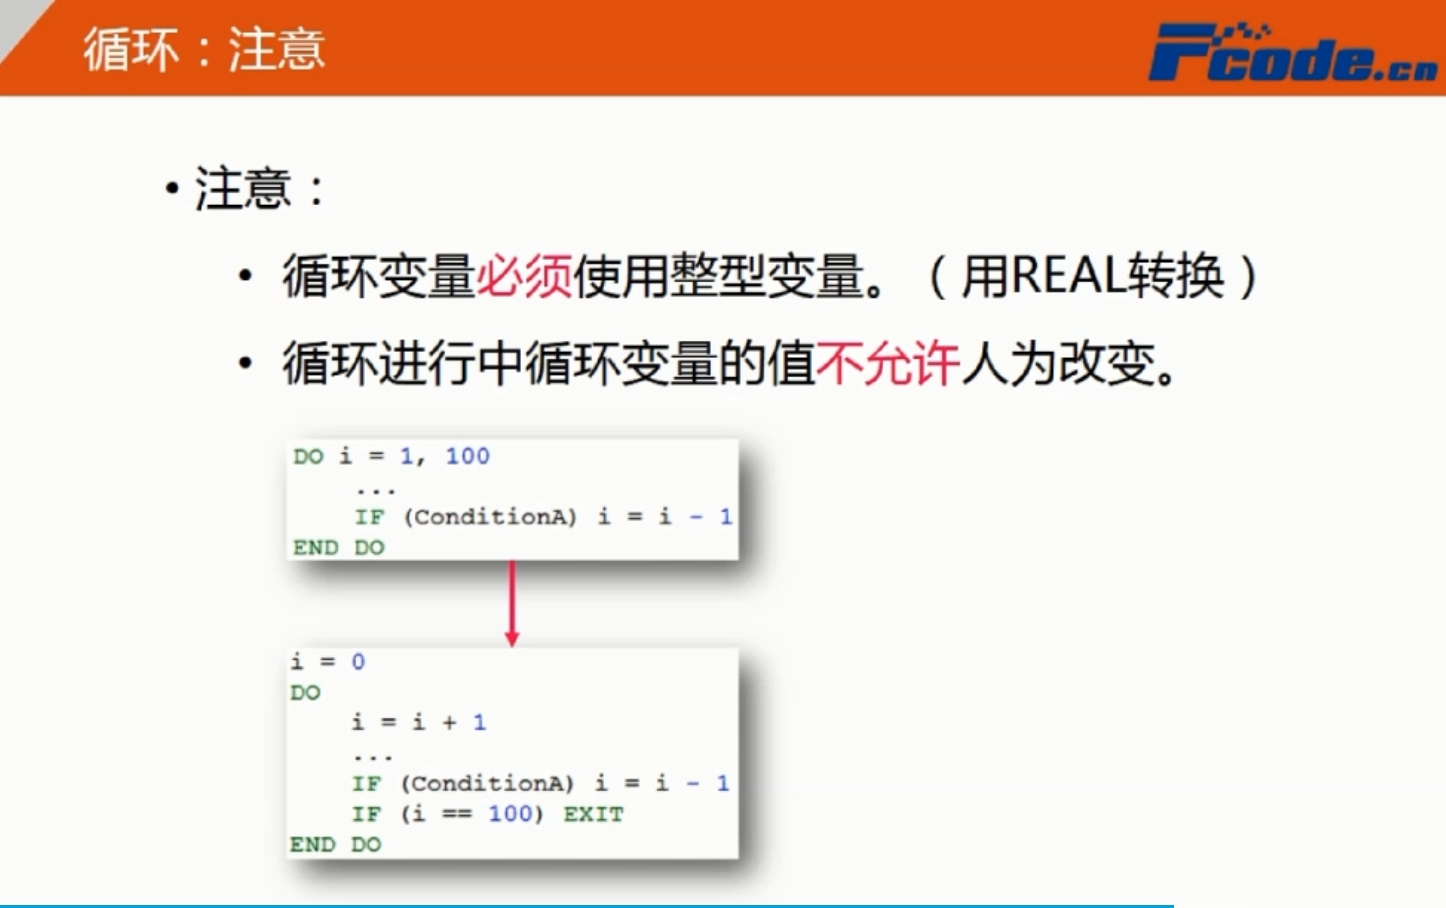 循环：注意
Fcode.cn
• 注意：
• 循环变量必须使用整型变量。（用REAL转换）
• 循环进行中循环变量的值不允许人为改变。
DO i = 1, 100
...
IF (ConditionA) i = i - 1
END DO
i = 0
DO
i = i + 1
...
IF (ConditionA) i = i - 1
IF (i == 100) EXIT
END DO